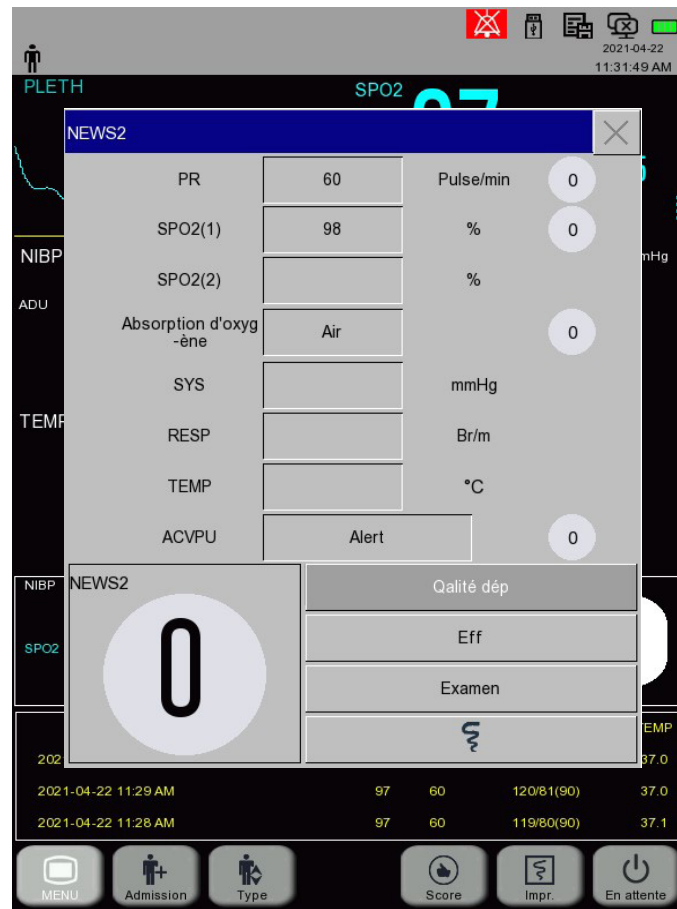 2021-04-22
11:31:49 AM
PLETH
SPO2
NEWS2
PR 60 Pulse/min 0
SPO2(1) 98 % 0
NIBP
mHg
SPO2(2) %
ADU
Absorption d'oxyg
-ène
Air 0
SYS mmHg
TEMP
RESP Br/m
TEMP °C
ACVPU Alert 0
NIBP
NEWS2
0
Qalité dép
SPO2
Eff
Examen
EMP
202
37.0
2021-04-22 11:29 AM 97 60 120/81(90) 37.0
2021-04-22 11:28 AM 97 60 119/80(90) 37.1
MENU
Admission
Type
Score
Impr.
En attente